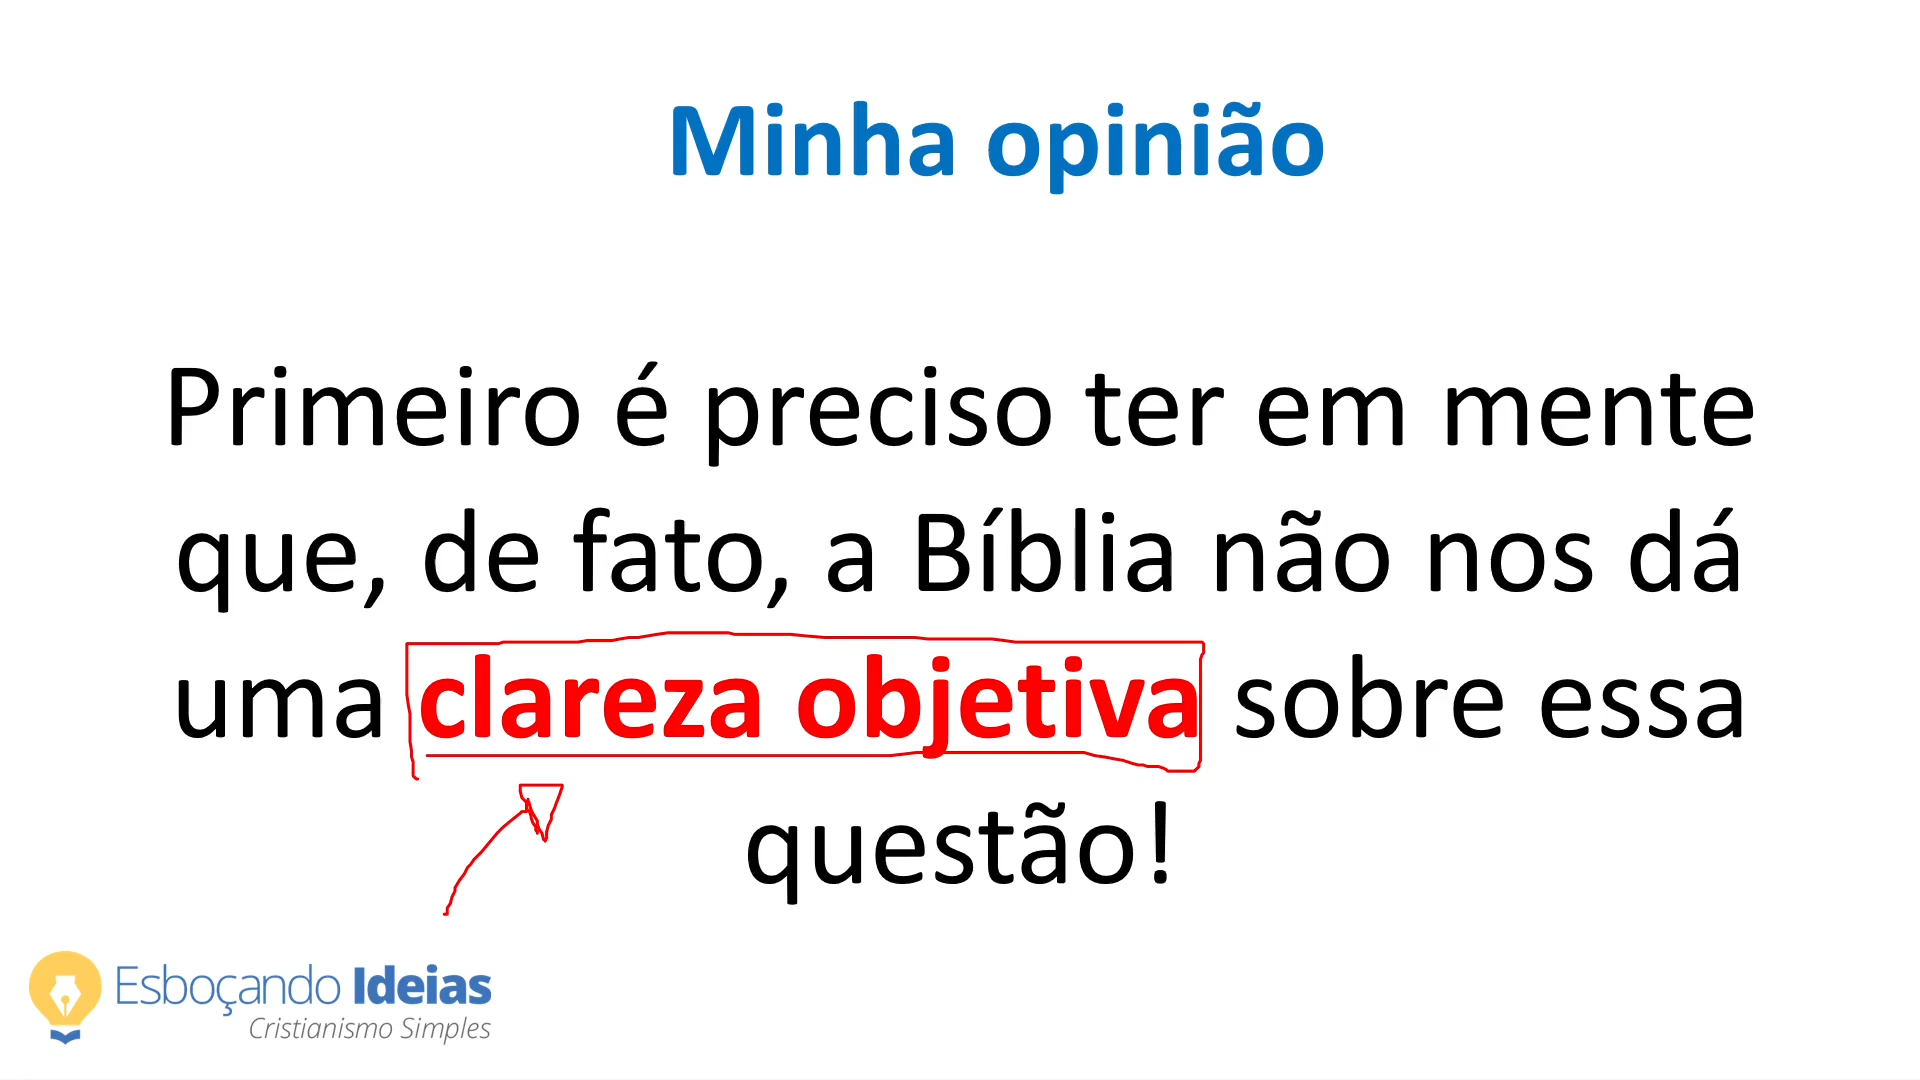 Minha opinião
Primeiro é preciso ter em mente
que, de fato, a Bíblia não nos dá
uma clareza objetiva sobre essa
questão!
Esboçando Ideias
Cristianismo Simples